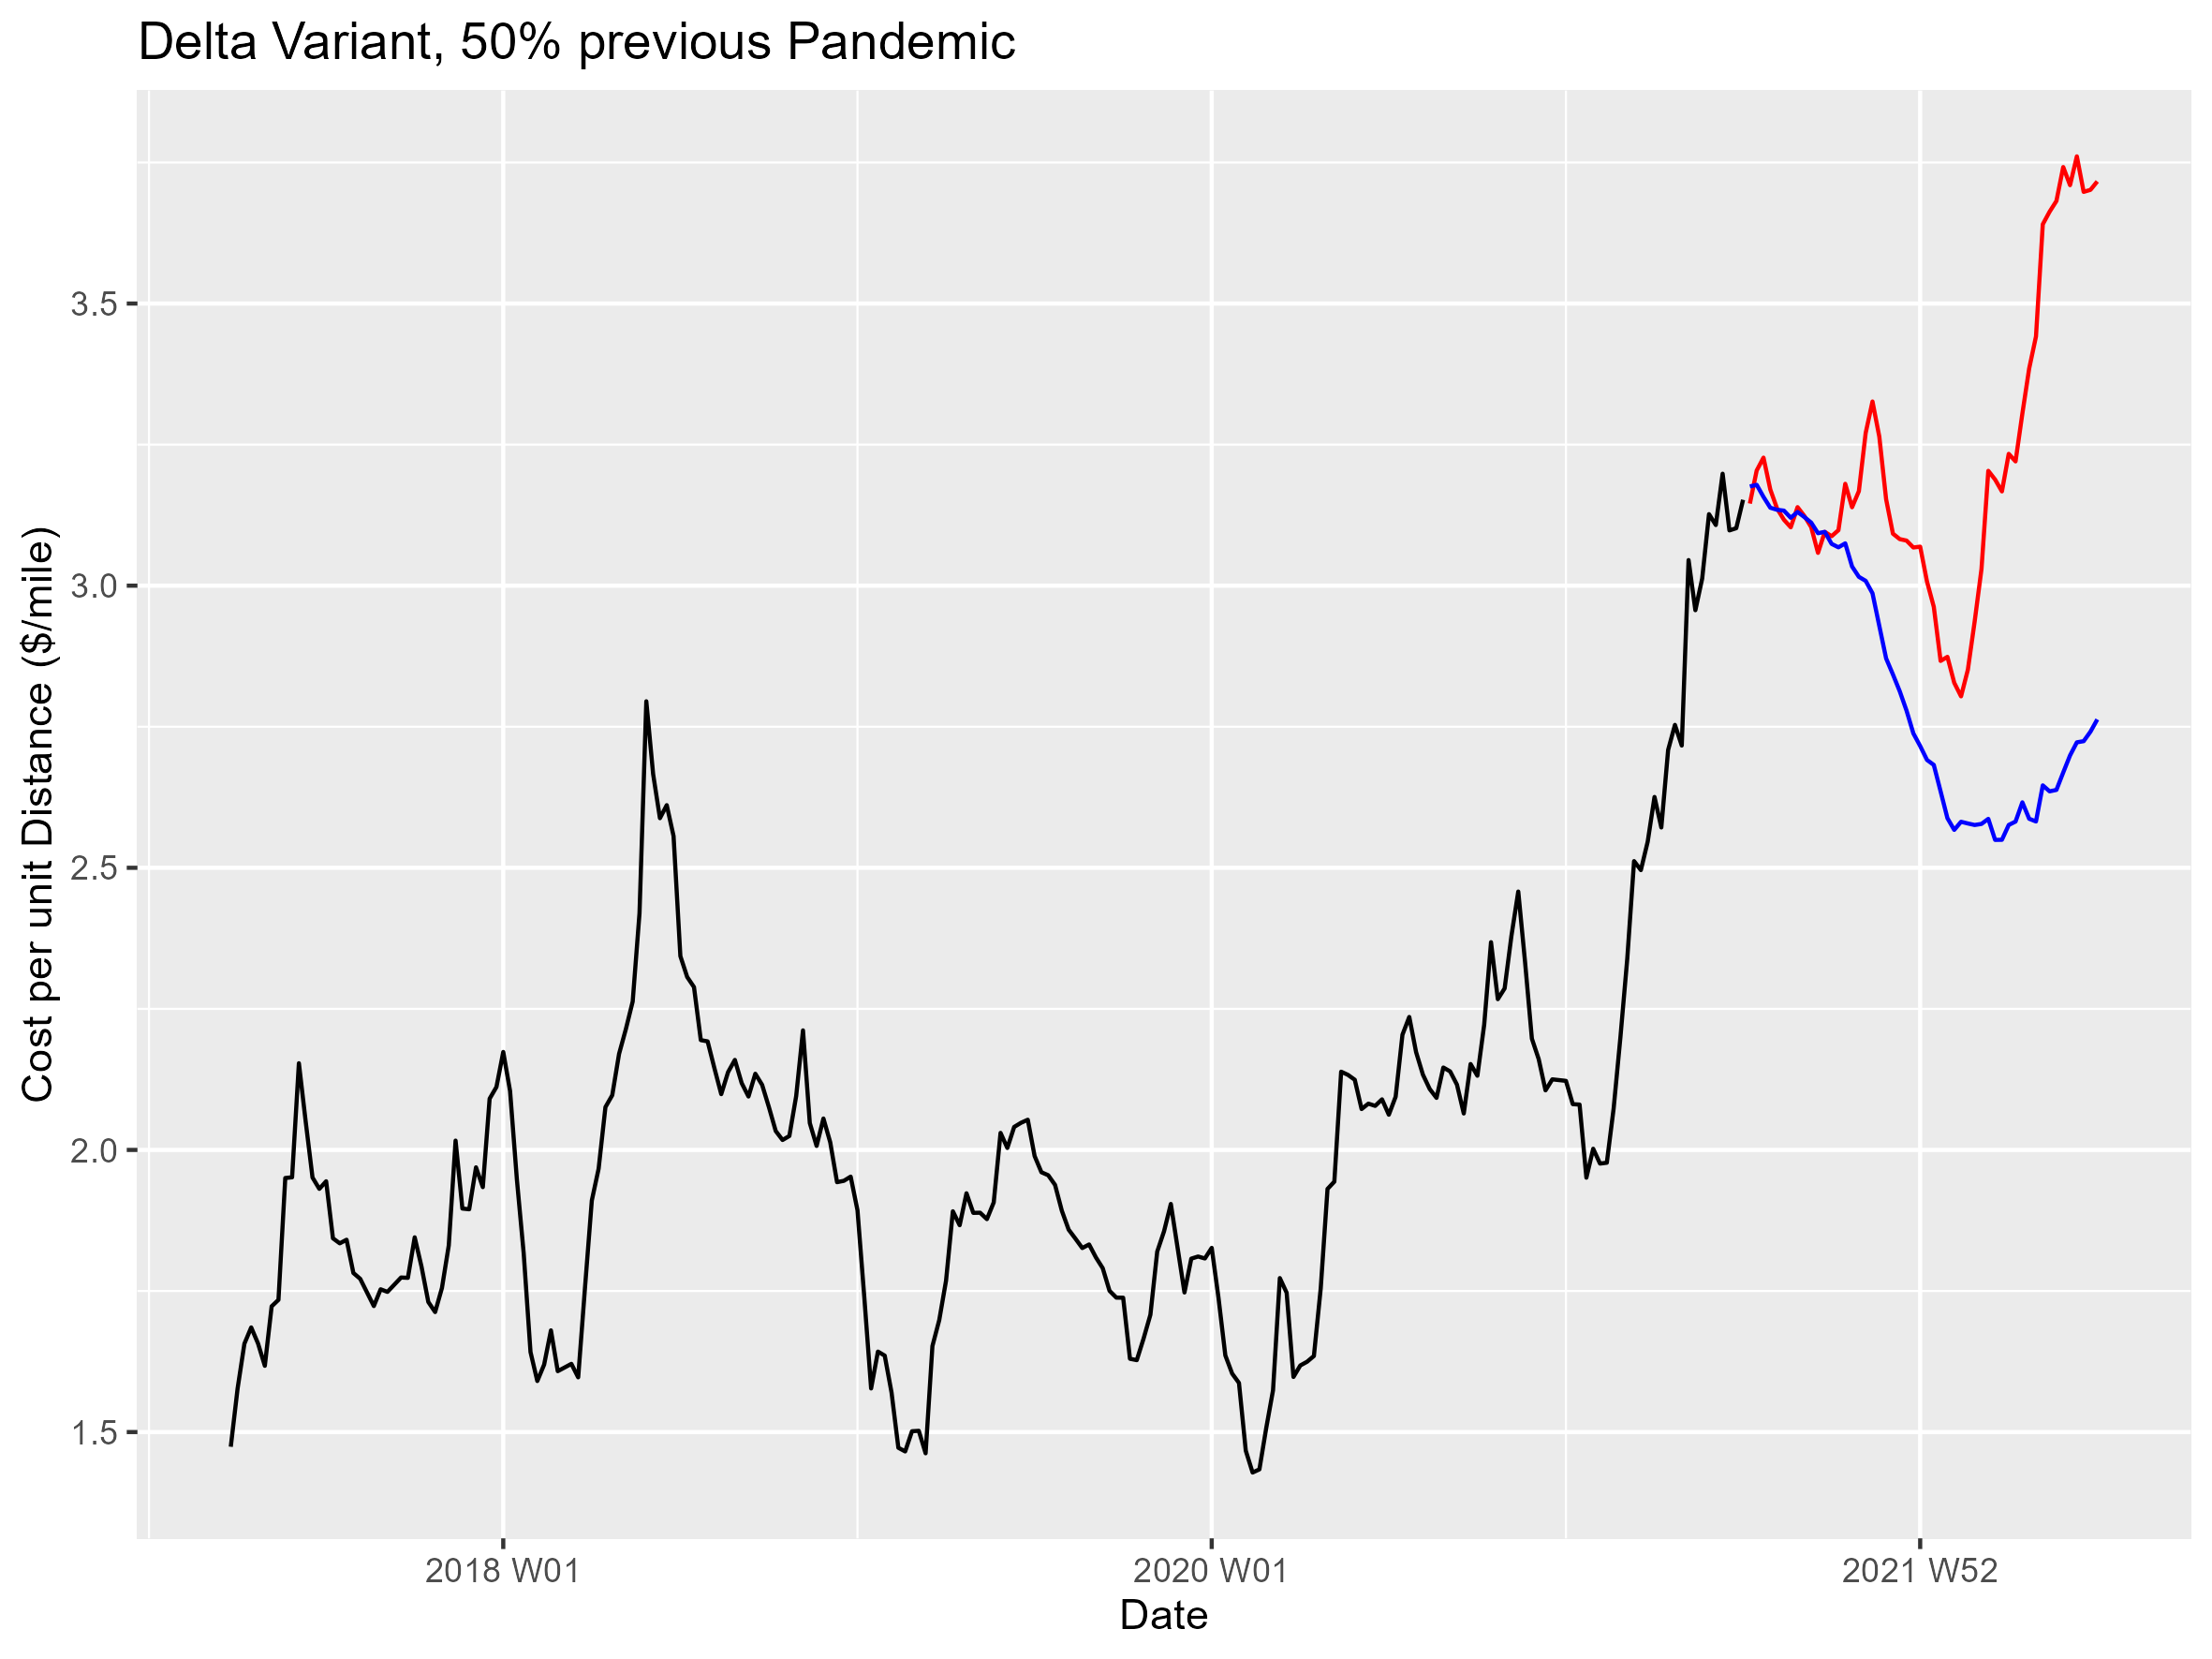 Delta Variant, 50% previous Pandemic
Cost per unit Distance ($/mile)
3.5
3.0
2.5
2.0
1.5
2018 W01
2020 W01
2021 W52
Date